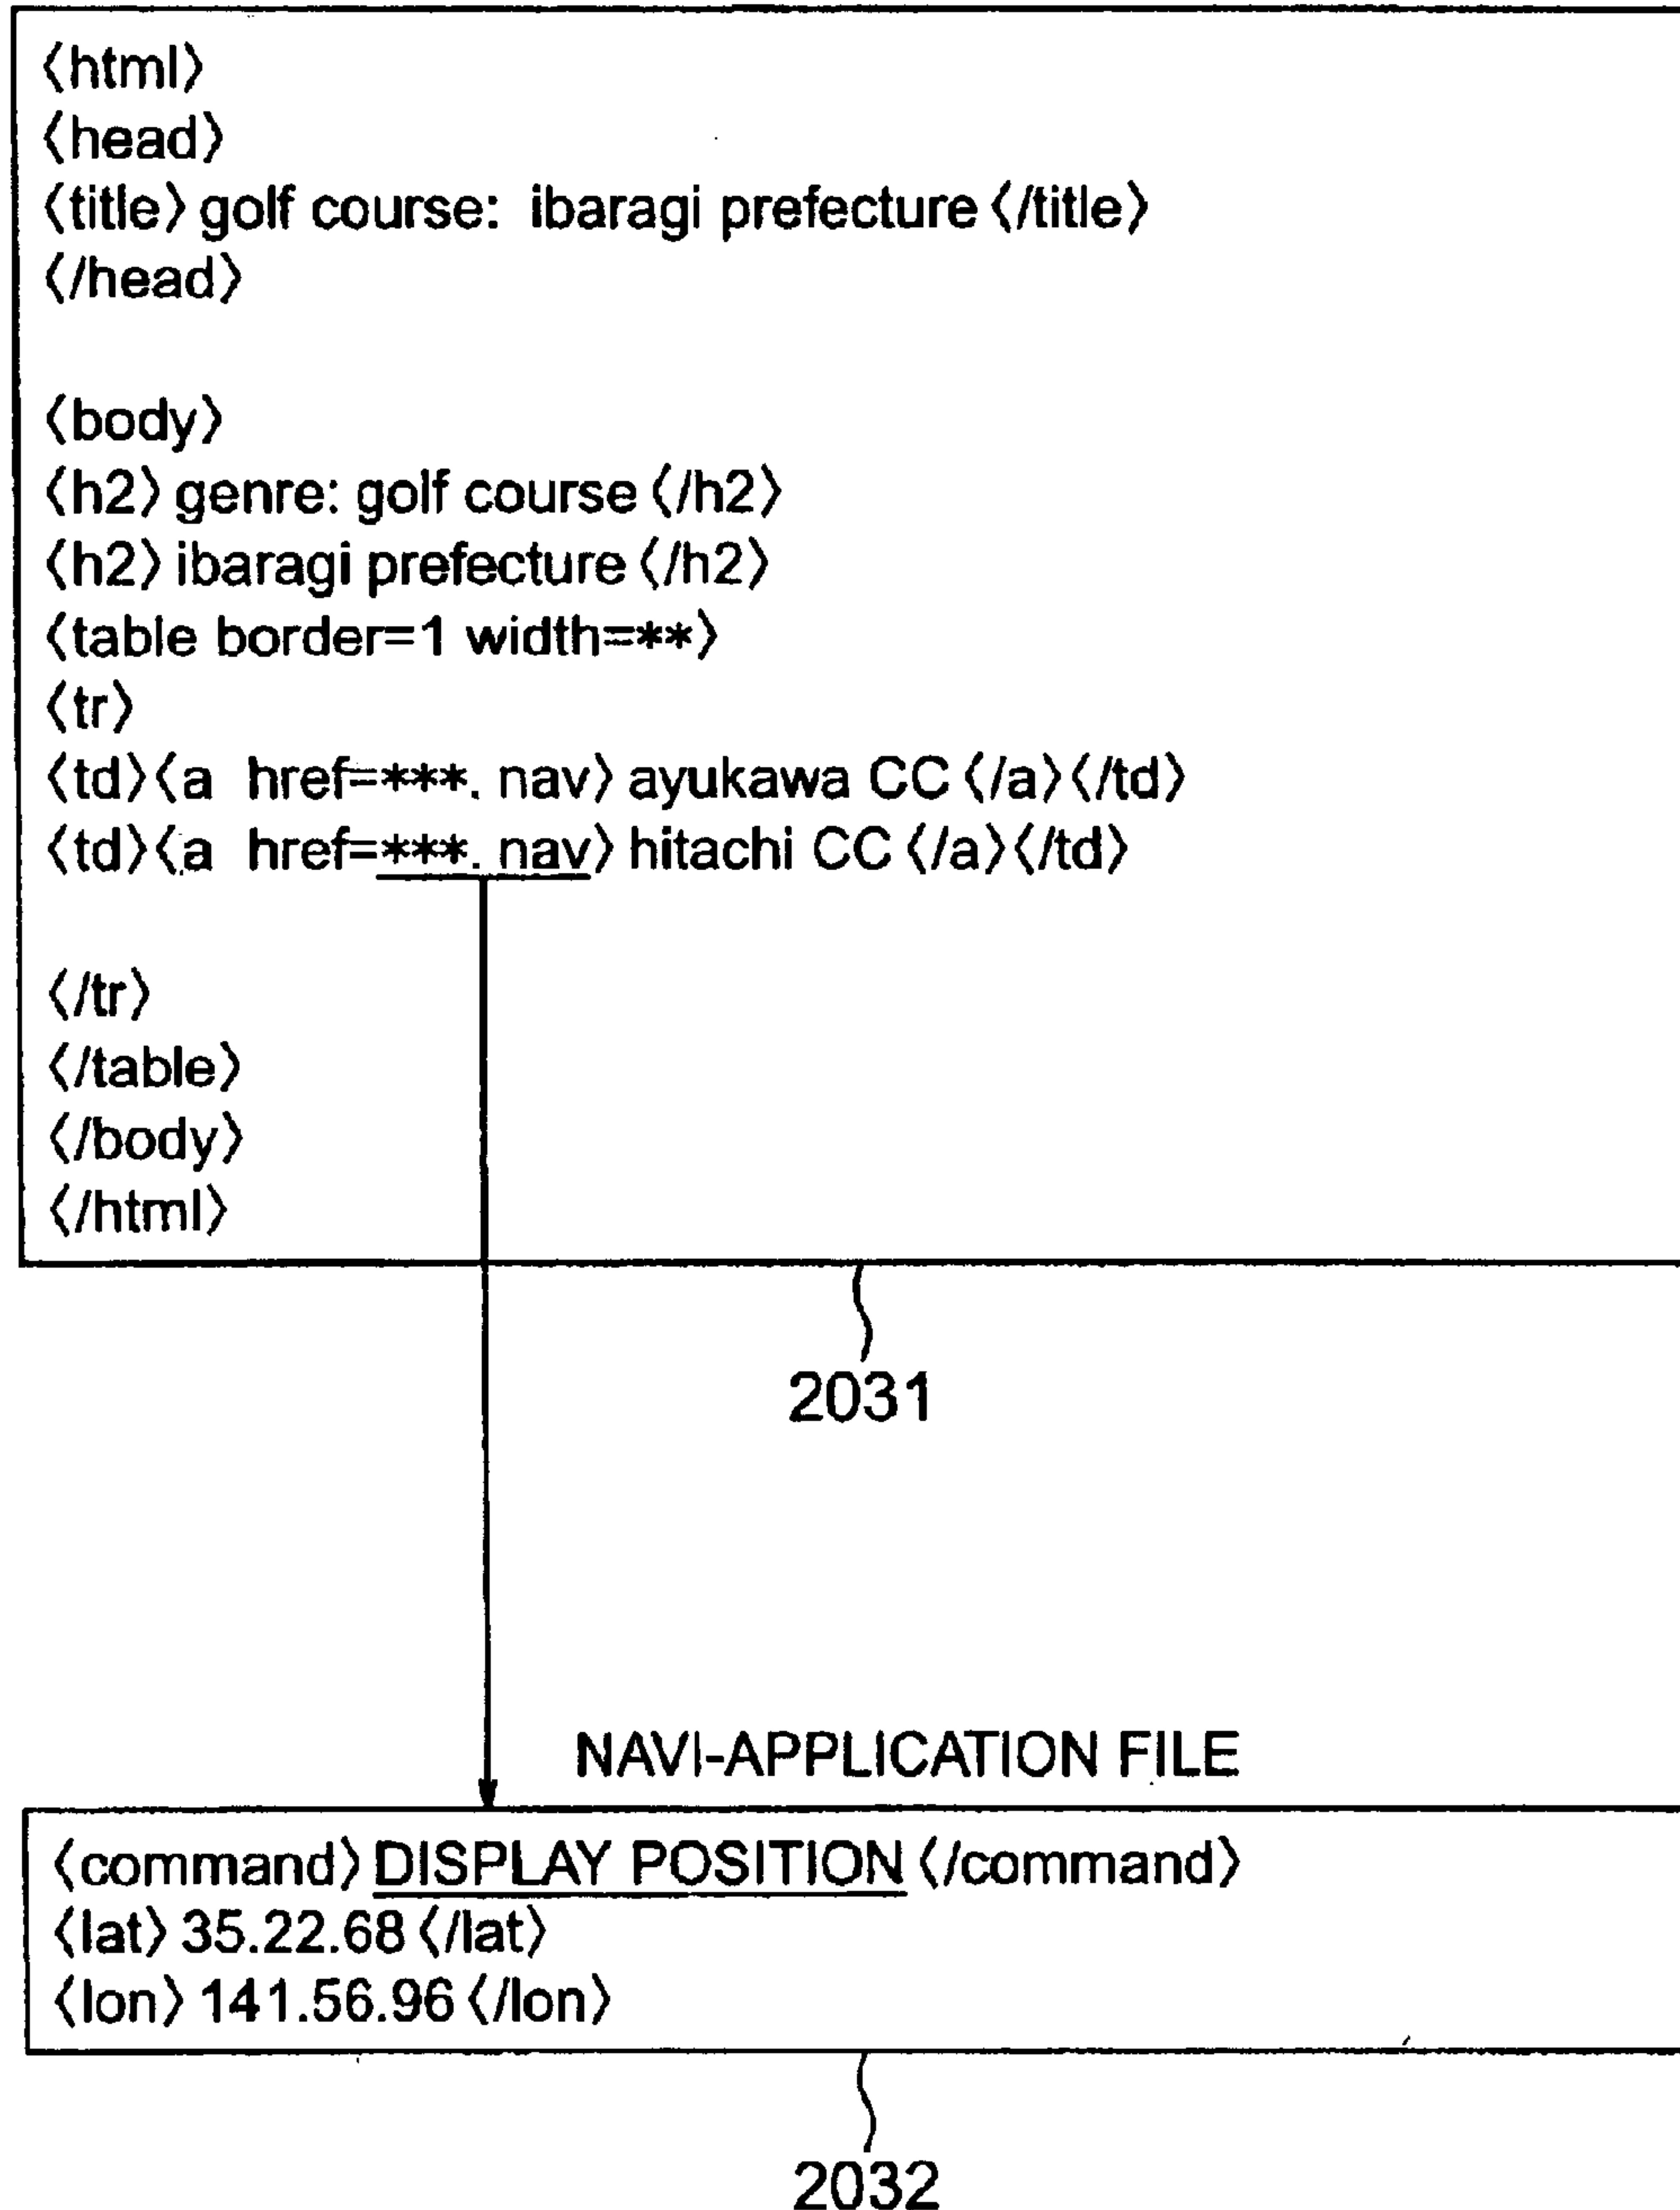 〈html〉
〈head〉
〈title〉golf course: ibaragi prefecture〈/title〉
〈/head〉
〈body〉
〈h2〉genre: golf course〈/h2〉
〈h2〉ibaragi prefecture〈/h2〉
〈table border=1 width=**〉
〈tr〉
〈td〉〈a href=***. nav〉ayukawa CC〈/a〉〈/td〉
〈td〉〈a href=***. nav〉hitachi CC〈/a〉〈/td〉
〈/tr〉
〈/table〉
〈/body〉
〈/html〉
2031
NAVI-APPLICATION FILE
〈command〉DISPLAY POSITION〈/command〉
〈lat〉35.22.68〈/lat〉
〈lon〉141.56.96〈/lon〉
2032